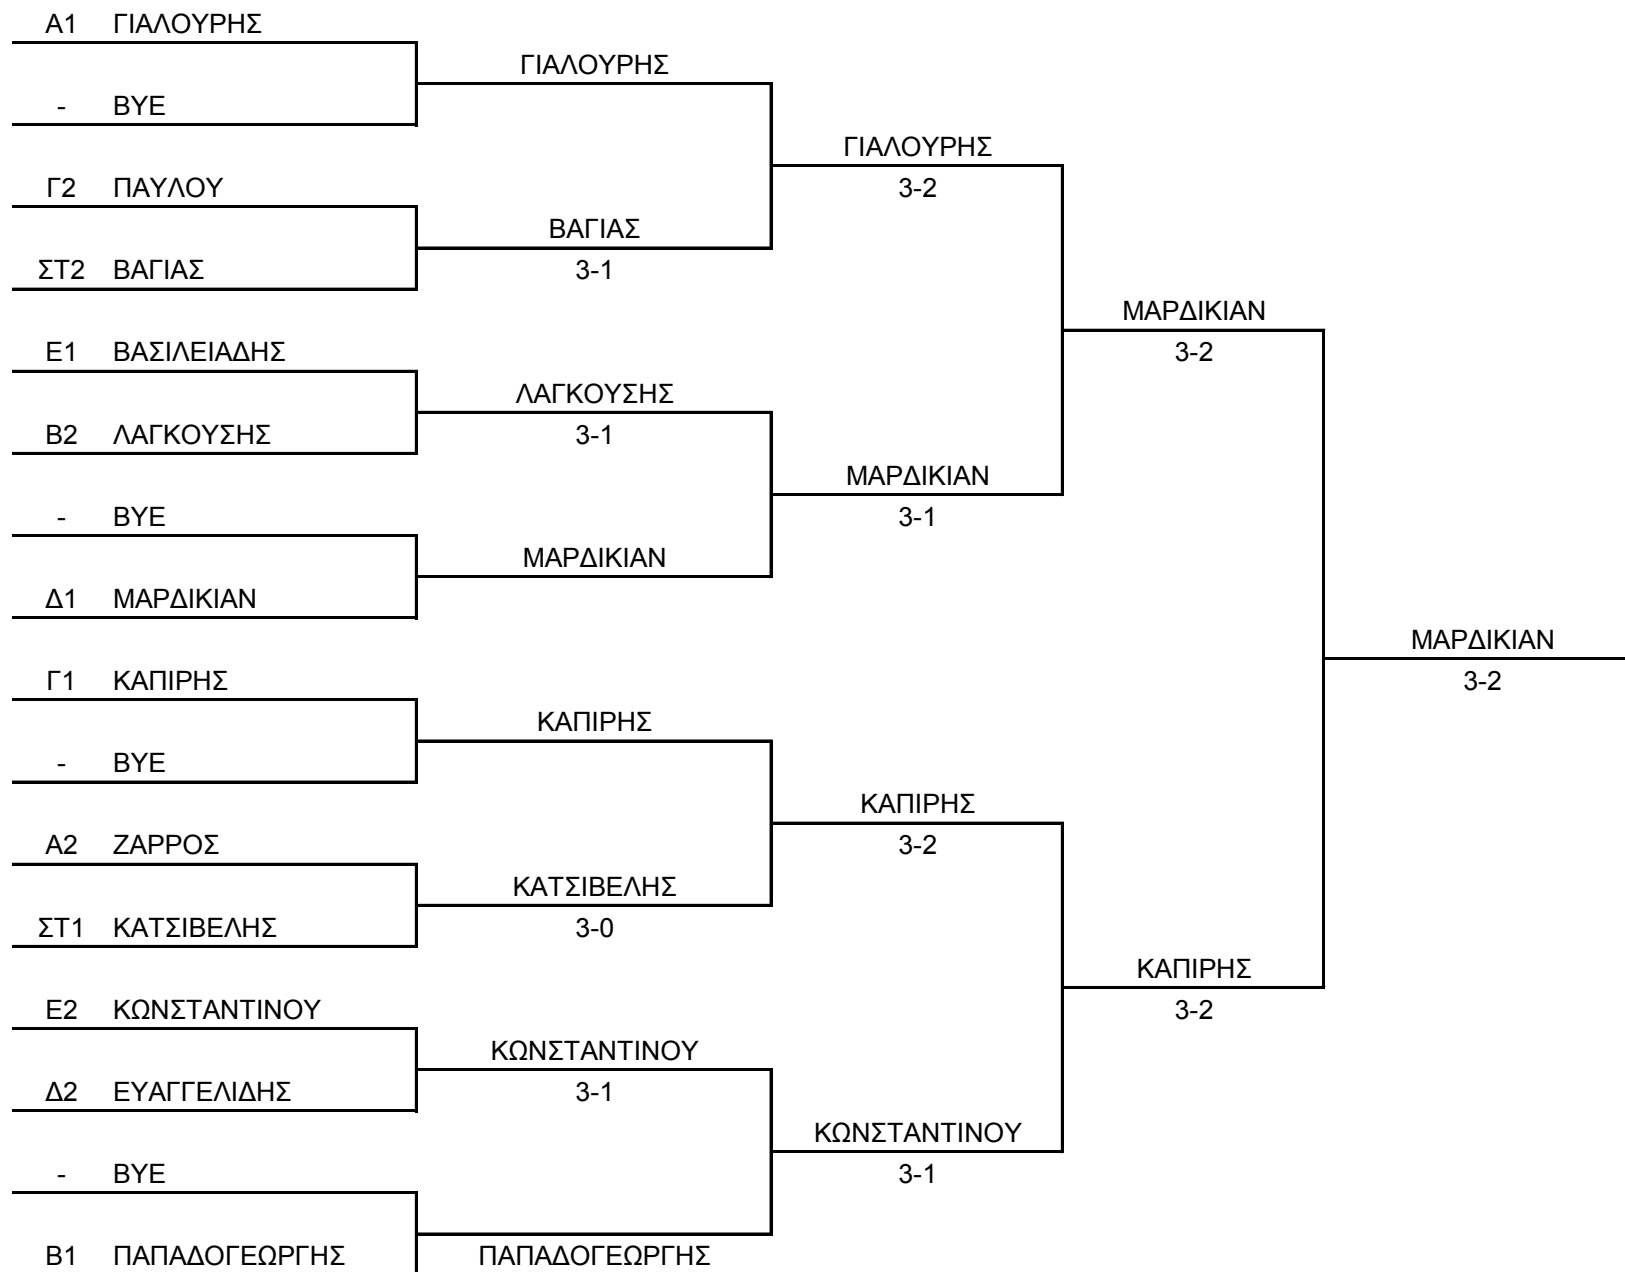 Α1 ΓΙΑΛΟΥΡΗΣ
ΓΙΑΛΟΥΡΗΣ
- BYE
ΓΙΑΛΟΥΡΗΣ
Γ2 ΠΑΥΛΟΥ
3-2
ΒΑΓΙΑΣ
ΣΤ2 ΒΑΓΙΑΣ
3-1
ΜΑΡΔΙΚΙΑΝ
Ε1 ΒΑΣΙΛΕΙΑΔΗΣ
3-2
ΛΑΓΚΟΥΣΗΣ
Β2 ΛΑΓΚΟΥΣΗΣ
3-1
ΜΑΡΔΙΚΙΑΝ
- BYE
3-1
ΜΑΡΔΙΚΙΑΝ
Δ1 ΜΑΡΔΙΚΙΑΝ
ΜΑΡΔΙΚΙΑΝ
Γ1 ΚΑΠΙΡΗΣ
3-2
ΚΑΠΙΡΗΣ
- BYE
ΚΑΠΙΡΗΣ
Α2 ΖΑΡΡΟΣ
3-2
ΚΑΤΣΙΒΕΛΗΣ
ΣΤ1 ΚΑΤΣΙΒΕΛΗΣ
3-0
ΚΑΠΙΡΗΣ
Ε2 ΚΩΝΣΤΑΝΤΙΝΟΥ
3-2
ΚΩΝΣΤΑΝΤΙΝΟΥ
Δ2 ΕΥΑΓΓΕΛΙΔΗΣ
3-1
ΚΩΝΣΤΑΝΤΙΝΟΥ
- BYE
3-1
Β1 ΠΑΠΑΔΟΓΕΩΡΓΗΣ
ΠΑΠΑΔΟΓΕΩΡΓΗΣ